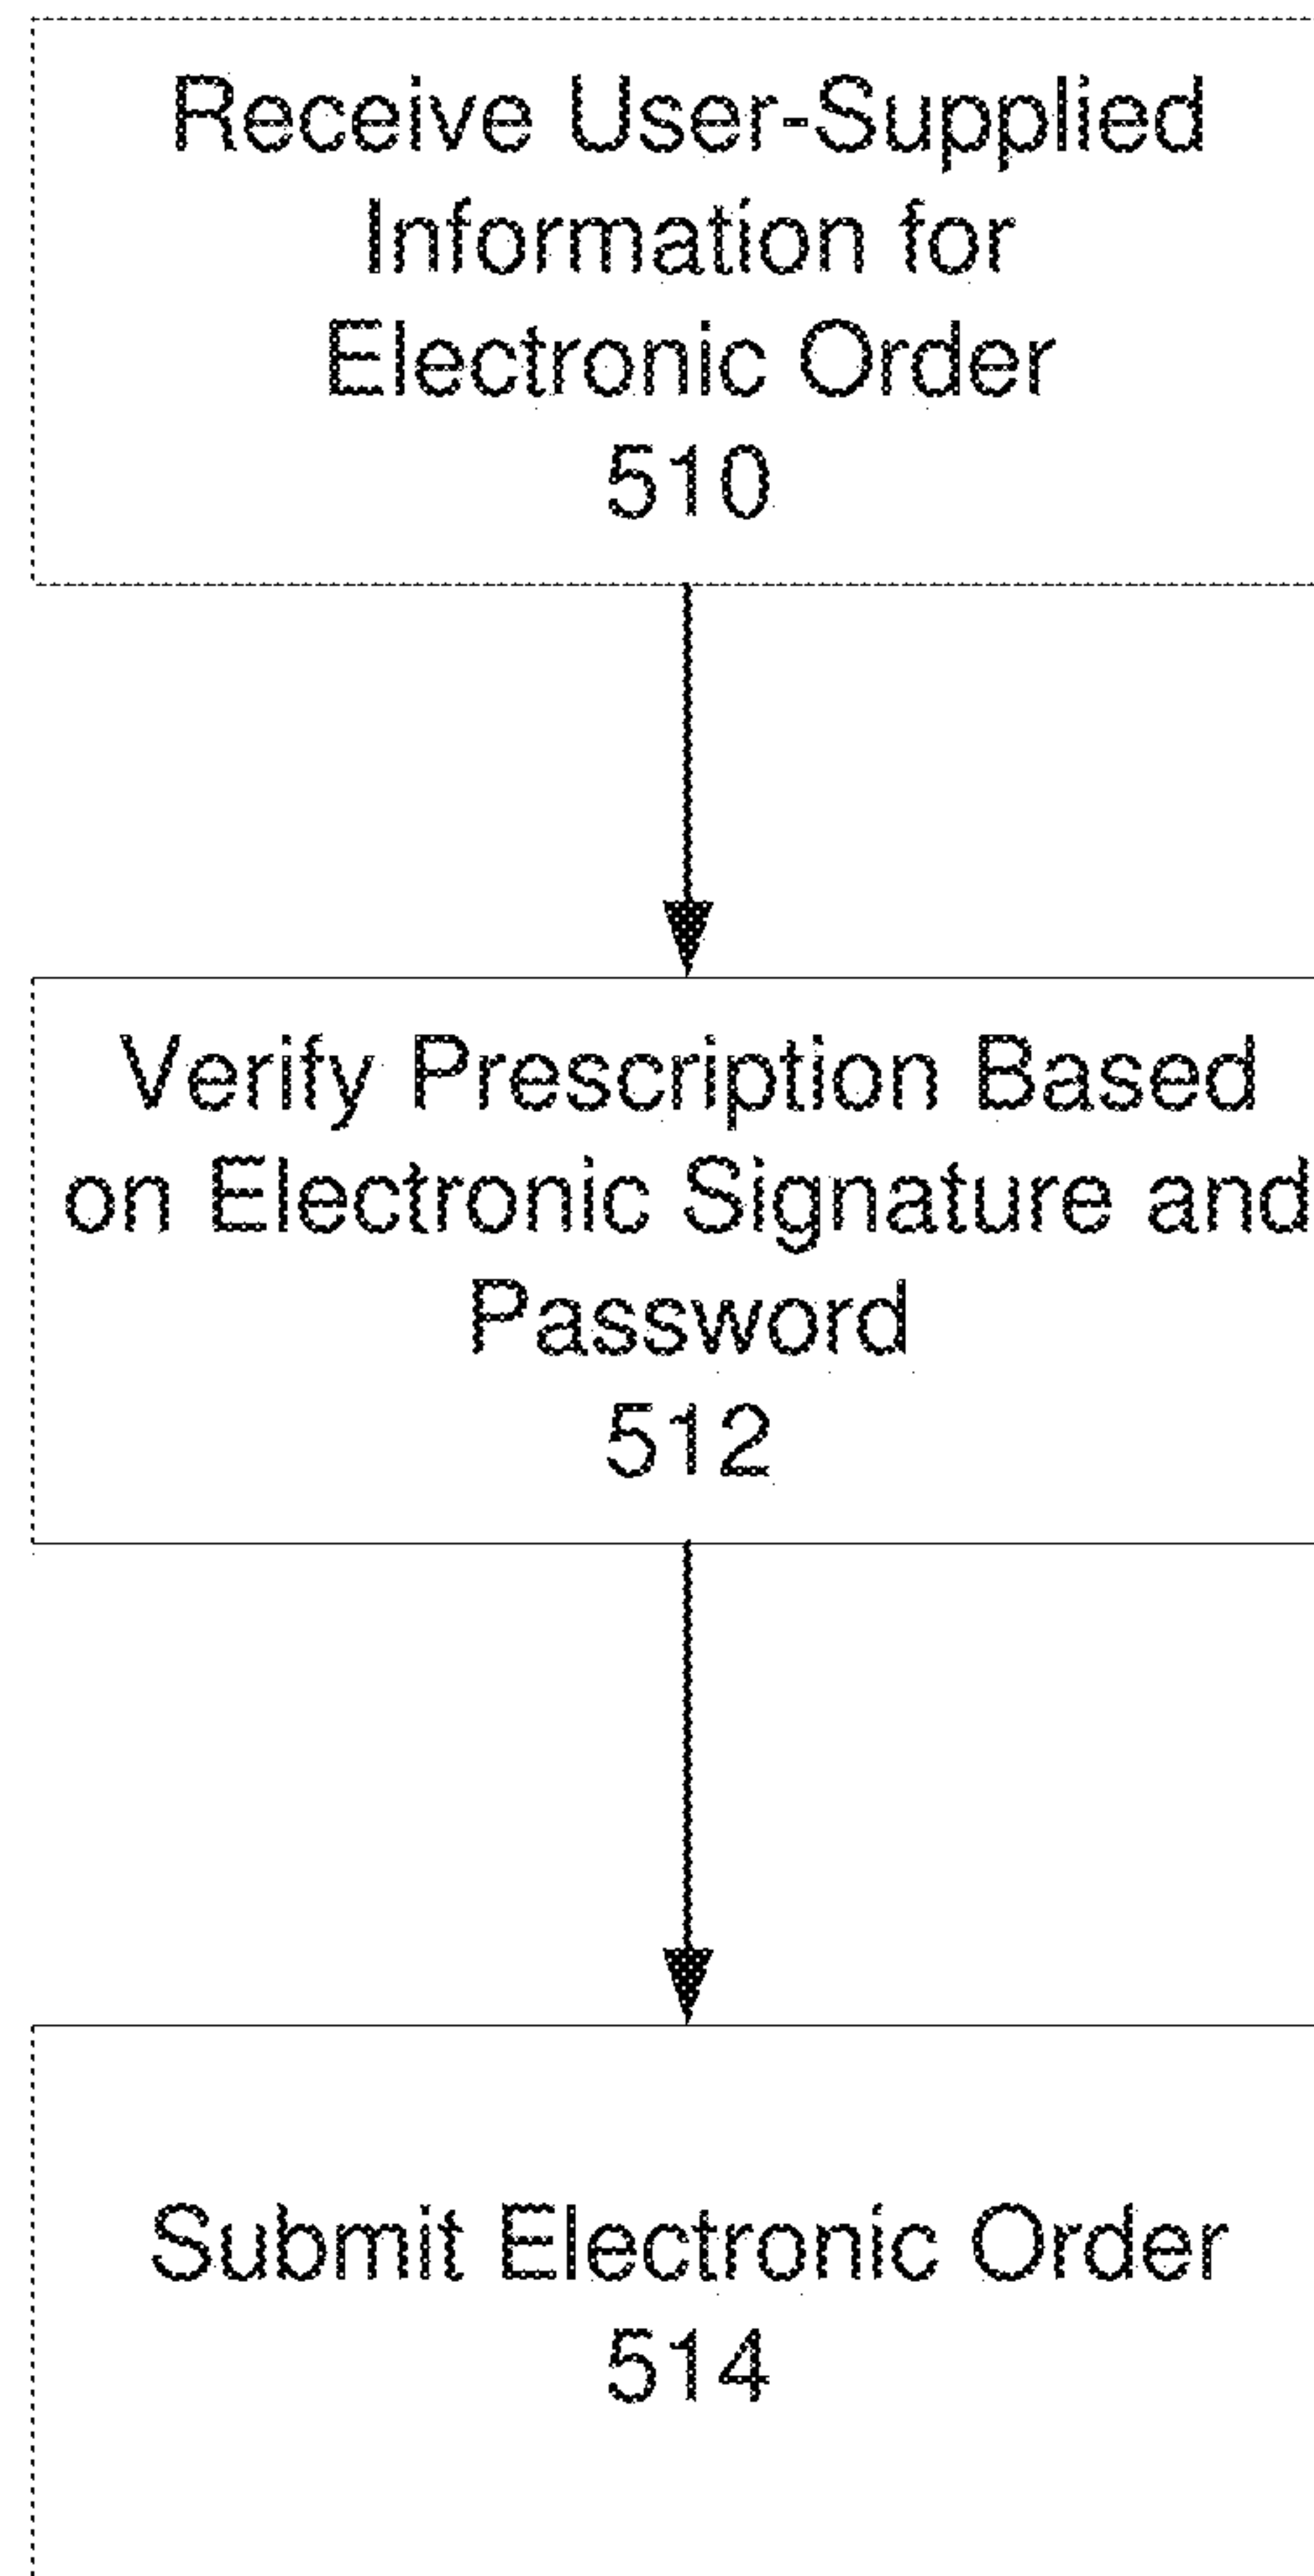 Receive User-Supplied
Information for
Electronic Order
510
Verify Prescription Based
on Electronic Signature and
Password
512
Submit Electronic Order
514